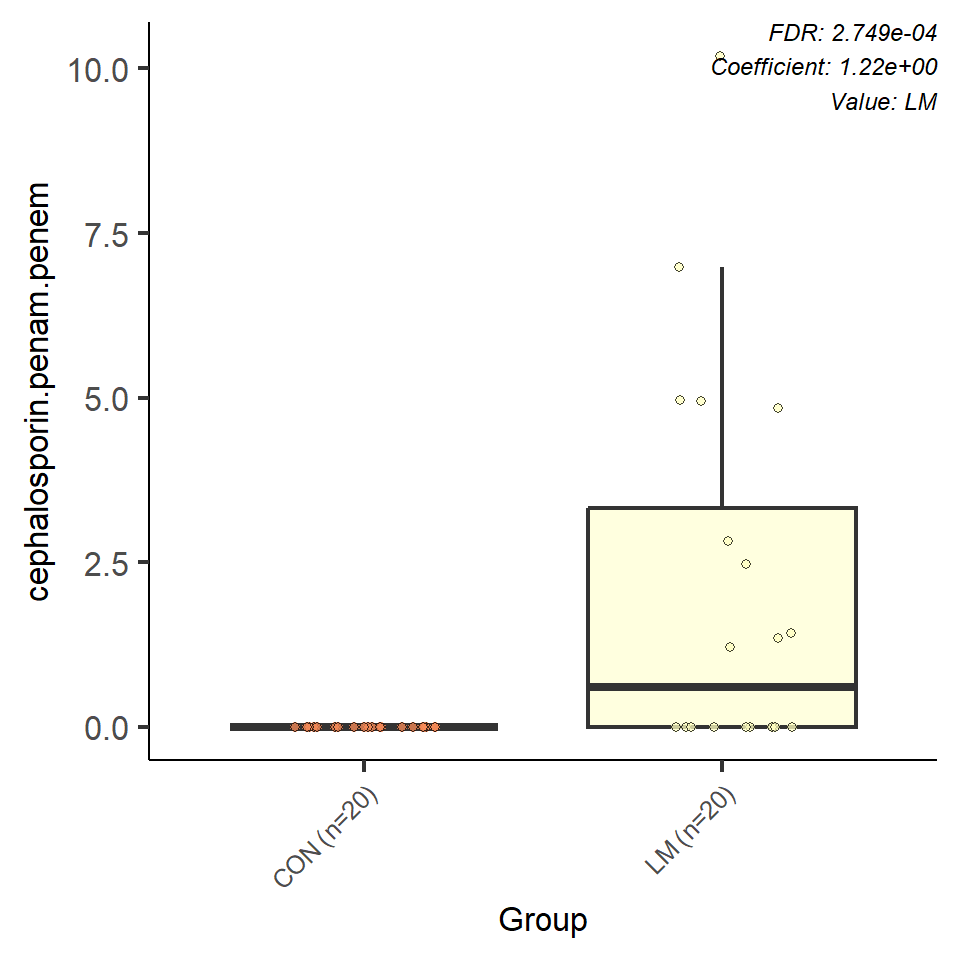 FDR: 2.749e-04
Coefficient: 1.22e+00
Value: LM
cephalosporin.penam.penem
10.0
7.5
5.0
2.5
0.0
CON (n=20)
LM (n=20)
Group